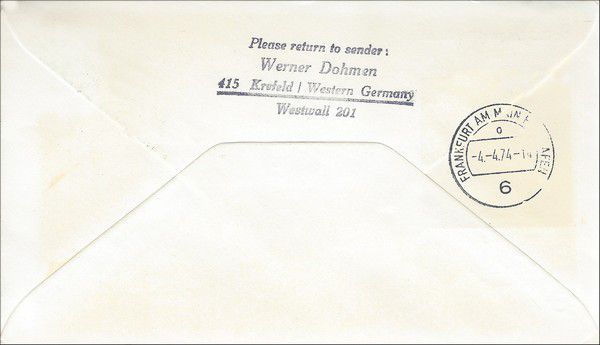 Please return to sender:
Werner Dohmen
415 Krefeld / Western Germany
Westwall 201
FRANKFURT AM MAIN
-4.-4.74-
6